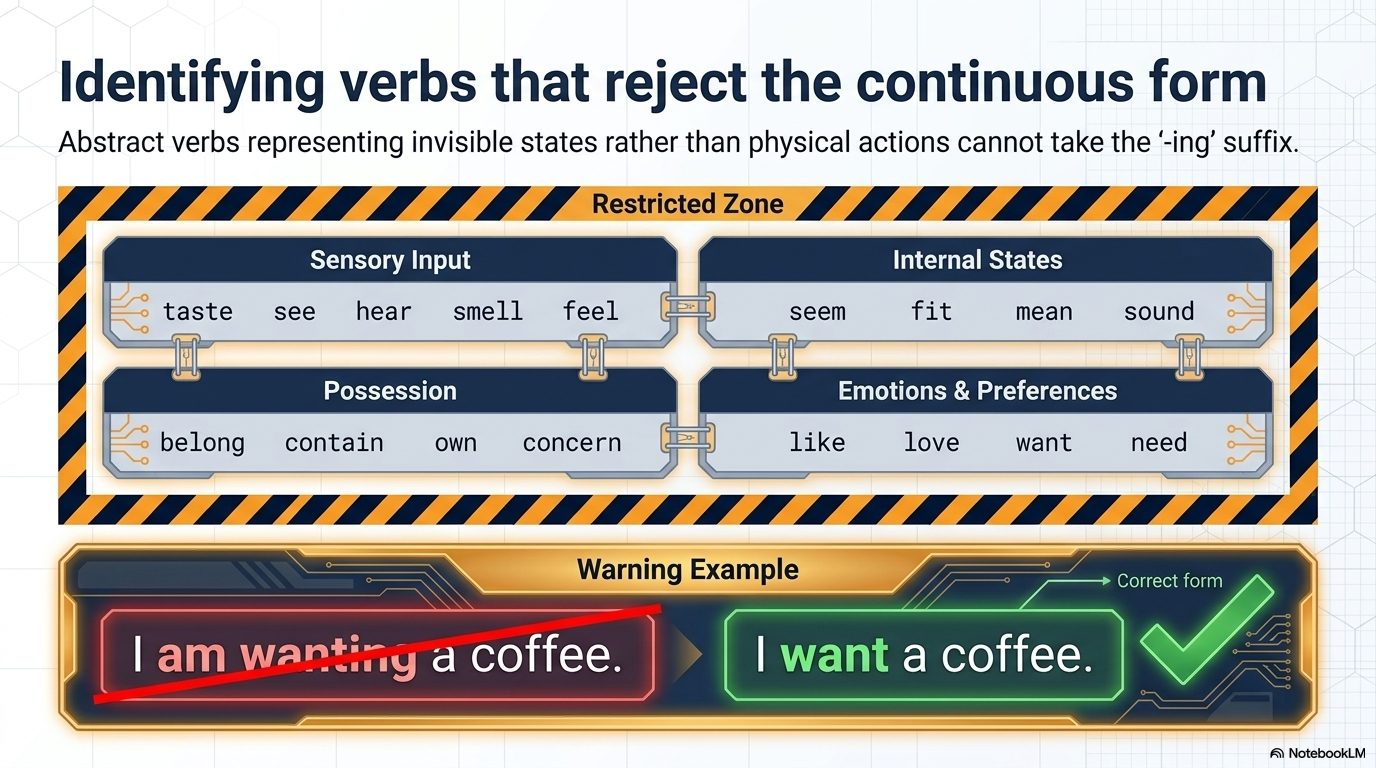 Identifying verbs that reject the continuous form
Abstract verbs representing invisible states rather than physical actions cannot take the ‘-ing’ suffix.
Restricted Zone
Sensory Input
taste see hear smell feel
Internal States
seem fit mean sound
Possession
belong contain own concern
Emotions & Preferences
like love want need
Warning Example
I am wanting a coffee.
I want a coffee.
Correct form
NotebookLM